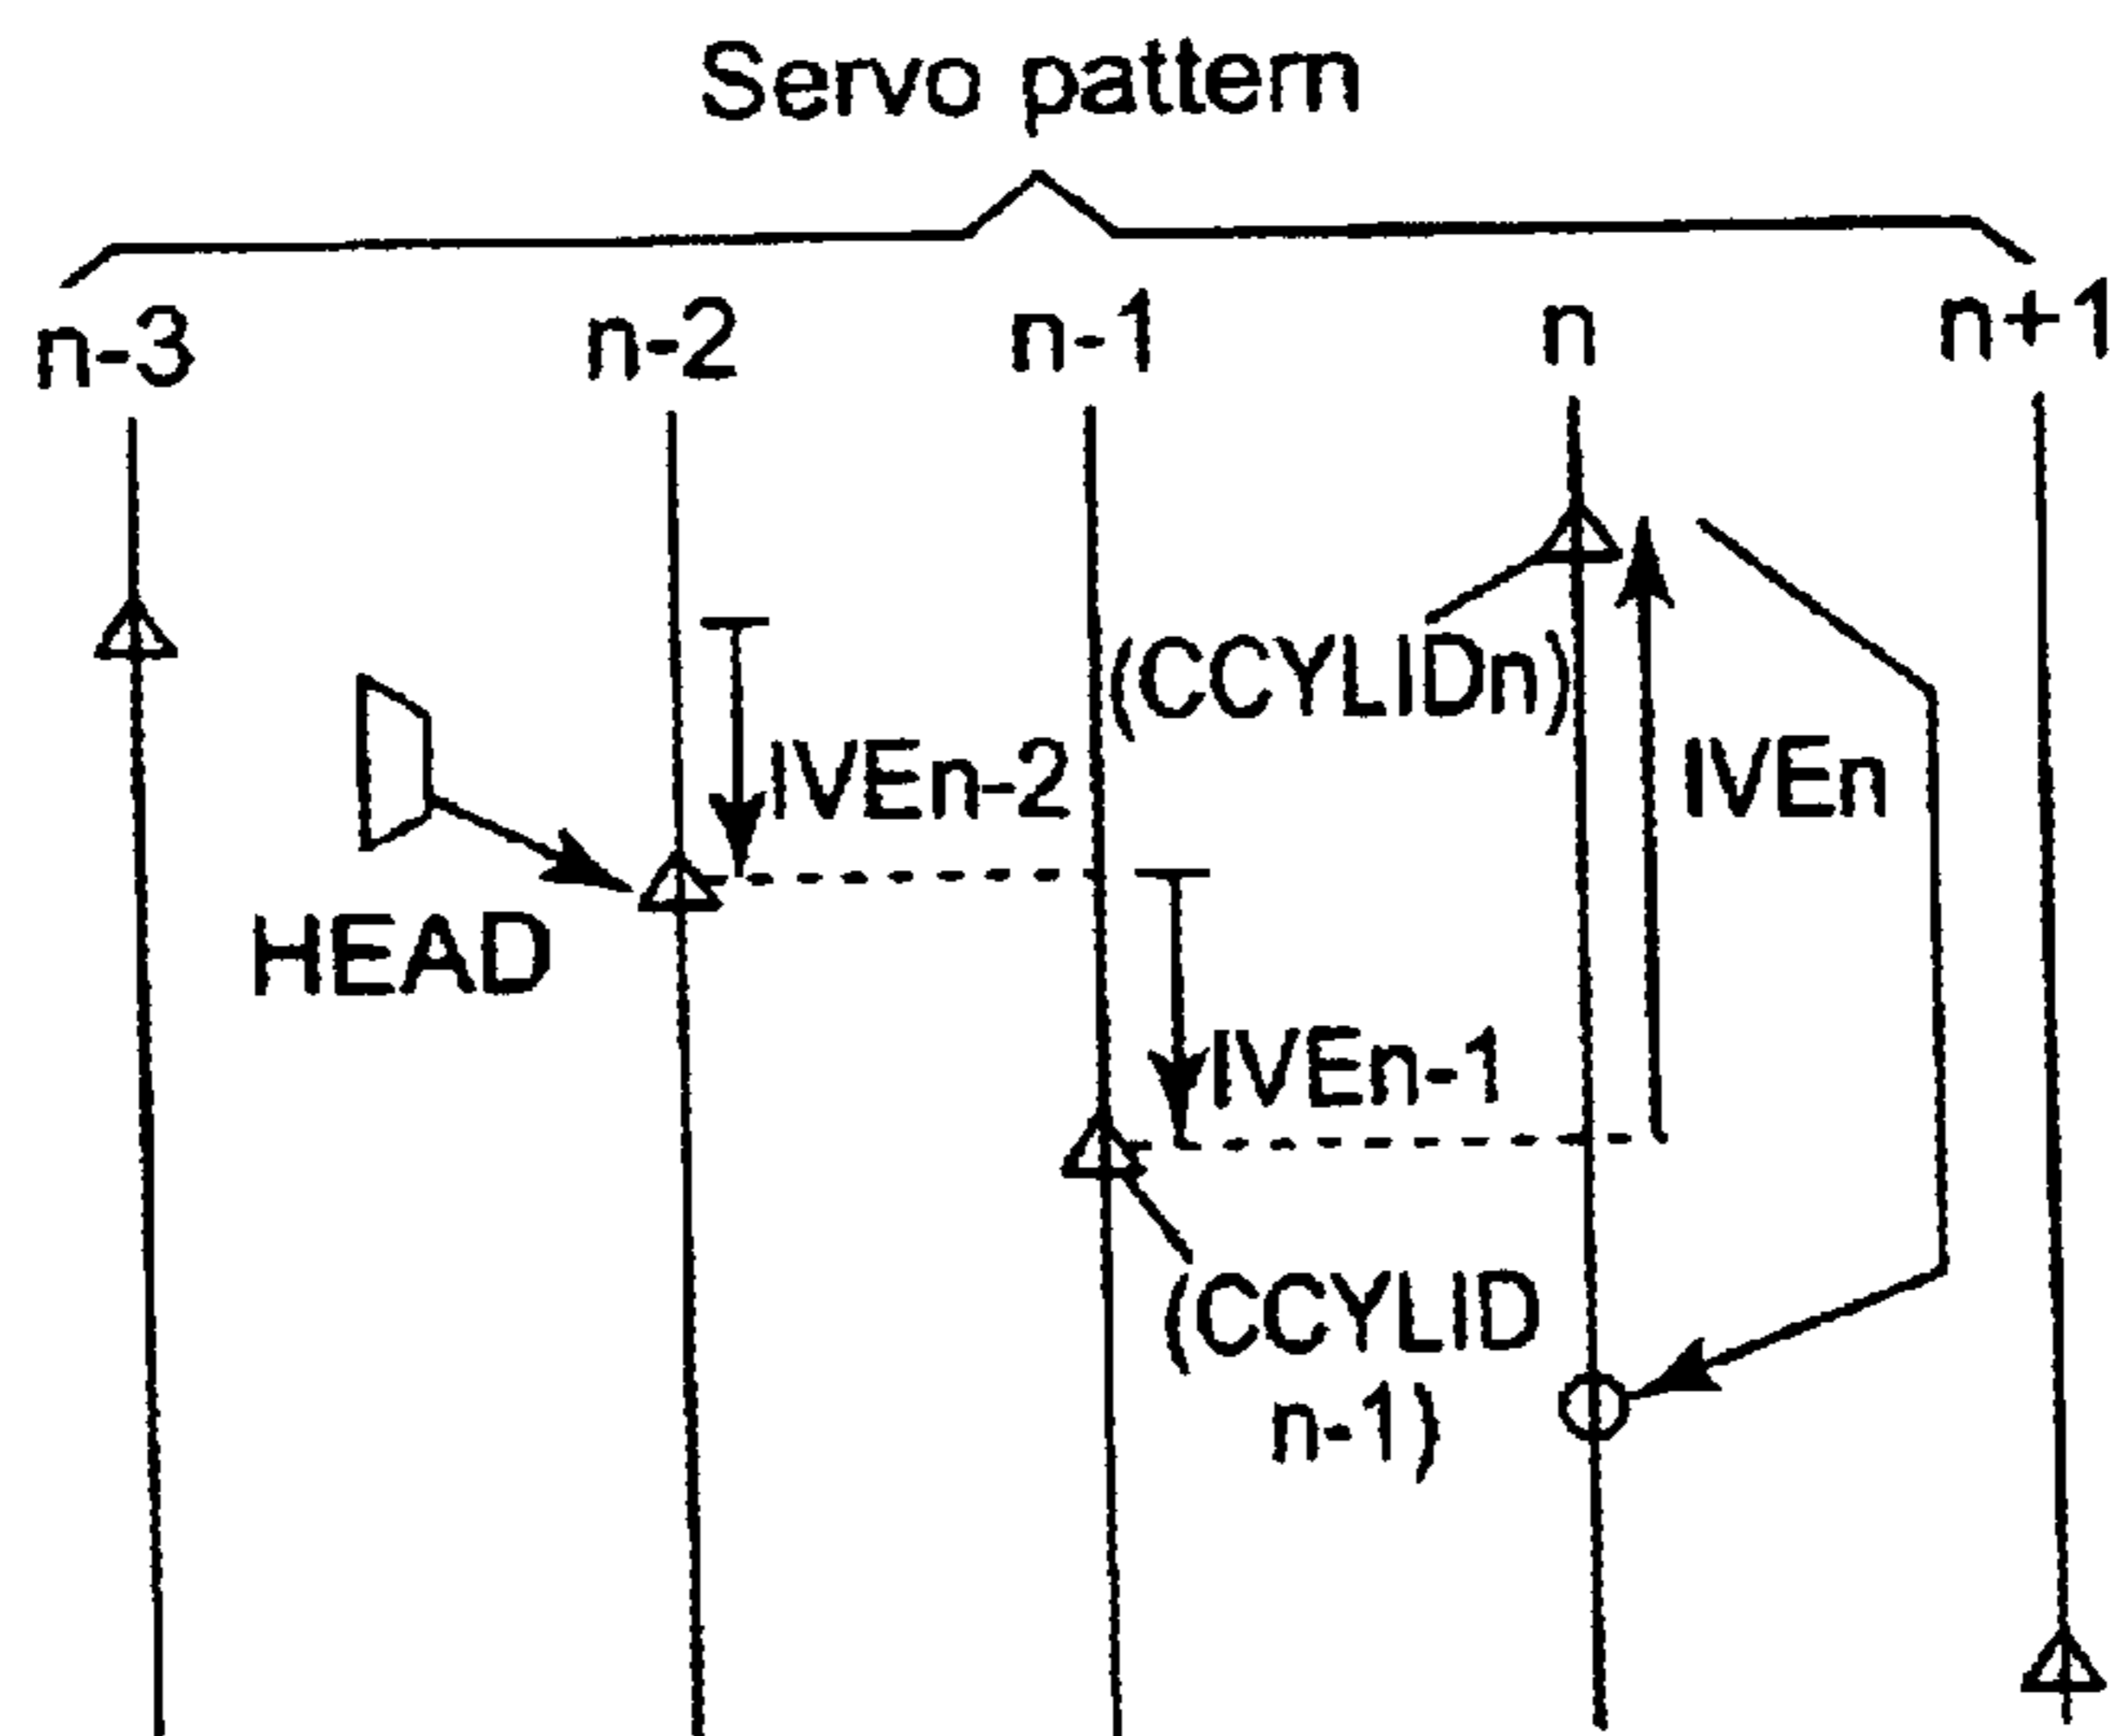 Servo pattern
n-3 n-2 n-1 n n+1
(CCYLIDn)
IVEn-2 IVEn
HEAD
IVEn-1
(CCYLID
n-1)